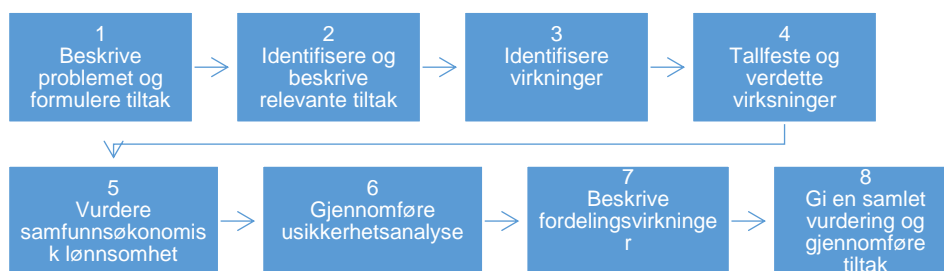 1
Beskrive
problemet og
formulere tiltak
2
Identifisere og
beskrive
relevante tiltak
3
Identifisere
virkninger
4
Tallfeste og
verdette
virksninger
5
Vurdere
samfunnsøkonomis
k lønnsomhet
6
Gjennomføre
usikkerhetsanalyse
7
Beskrive
fordelingsvirkninge
r
8
Gi en samlet
vurdering og
gjennomføre
tiltak